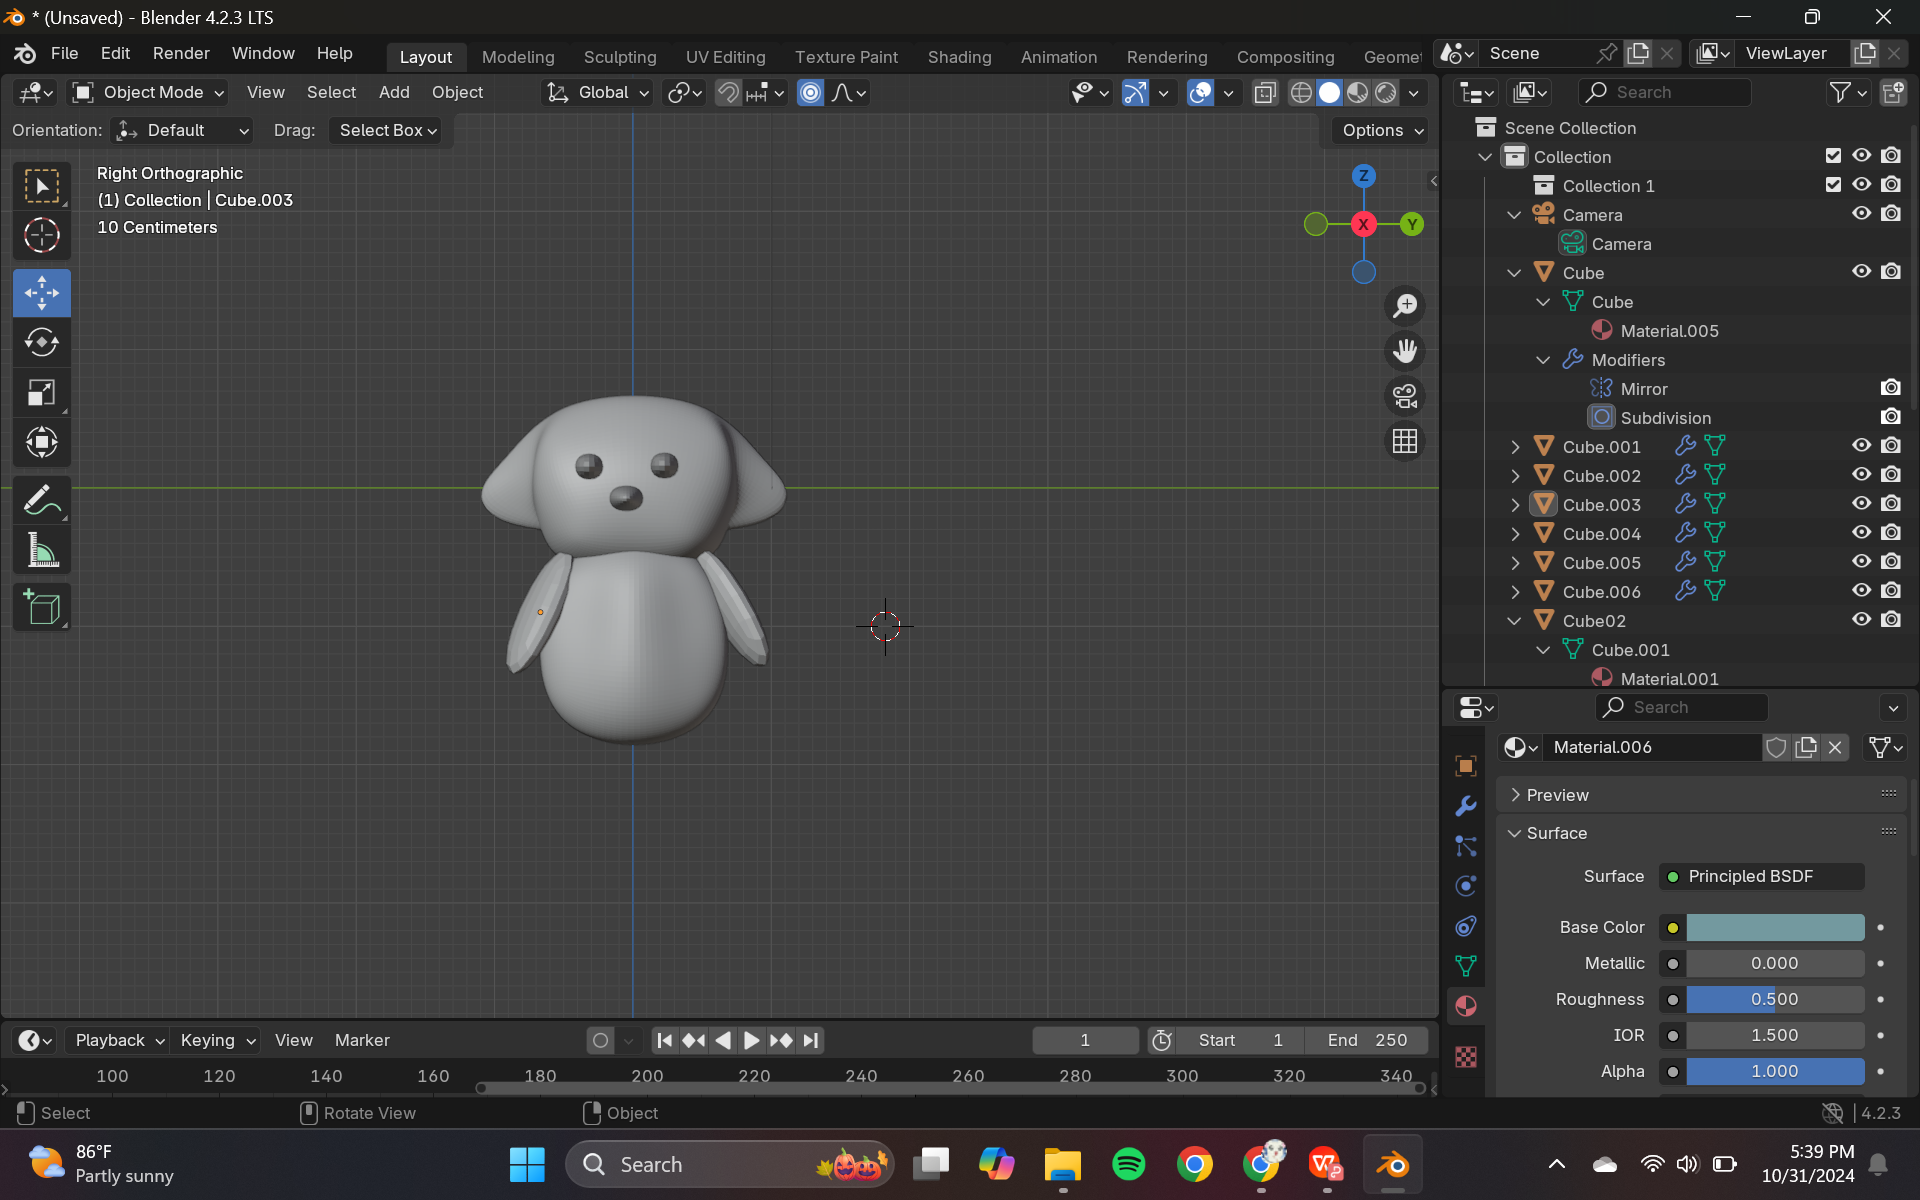 * (Unsaved) - Blender 4.2.3 LTS
File Edit Render Window Help
Layout Modeling Sculpting UV Editing Texture Paint Shading Animation Rendering Compositing Geomet
Scene
ViewLayer
Object Mode View Select Add Object
Global
Search
Orientation: Default Drag: Select Box
Options
Right Orthographic
(1) Collection | Cube.003
10 Centimeters
Z
X
Y
Scene Collection
Collection
Collection 1
Camera
Camera
Cube
Cube
Material.005
Modifiers
Mirror
Subdivision
Cube.001
Cube.002
Cube.003
Cube.004
Cube.005
Cube.006
Cube02
Cube.001
Material.001
Search
Material.006
Preview
Surface
Surface Principled BSDF
Base Color
Metallic 0.000
Roughness 0.500
IOR 1.500
Alpha 1.000
Playback Keying View Marker
1 Start 1 End 250
100 120 140 160 180 200 220 240 260 280 300 320 340
Select Rotate View Object
4.2.3
86°F
Partly sunny
Search
5:39 PM
10/31/2024